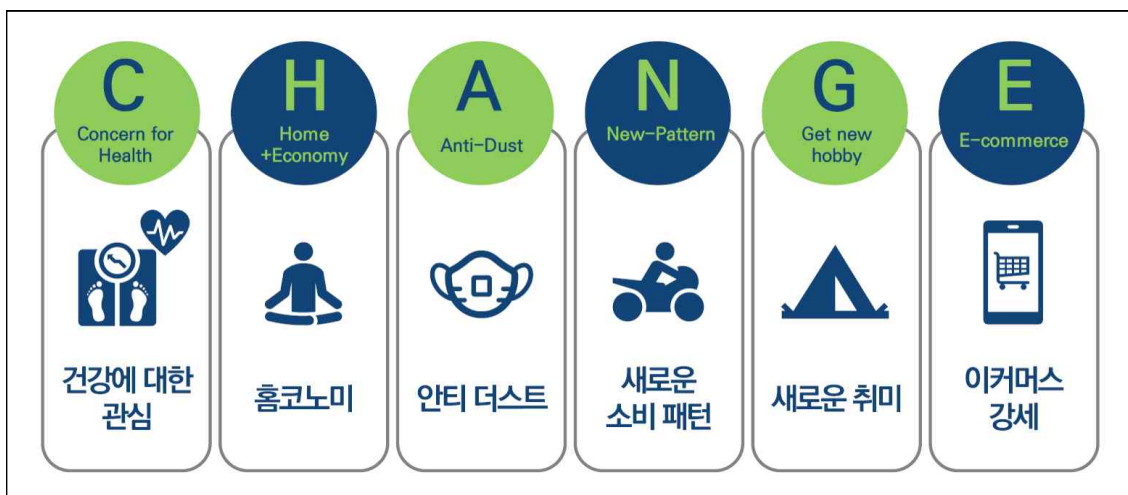 C
Concern for
Health
건강에 대한
관심
H
Home
+Economy
홈코노미
A
Anti-Dust
안티 더스트
N
New-Pattern
새로운
소비 패턴
G
Get new
hobby
새로운 취미
E
E-commerce
이커머스
강세